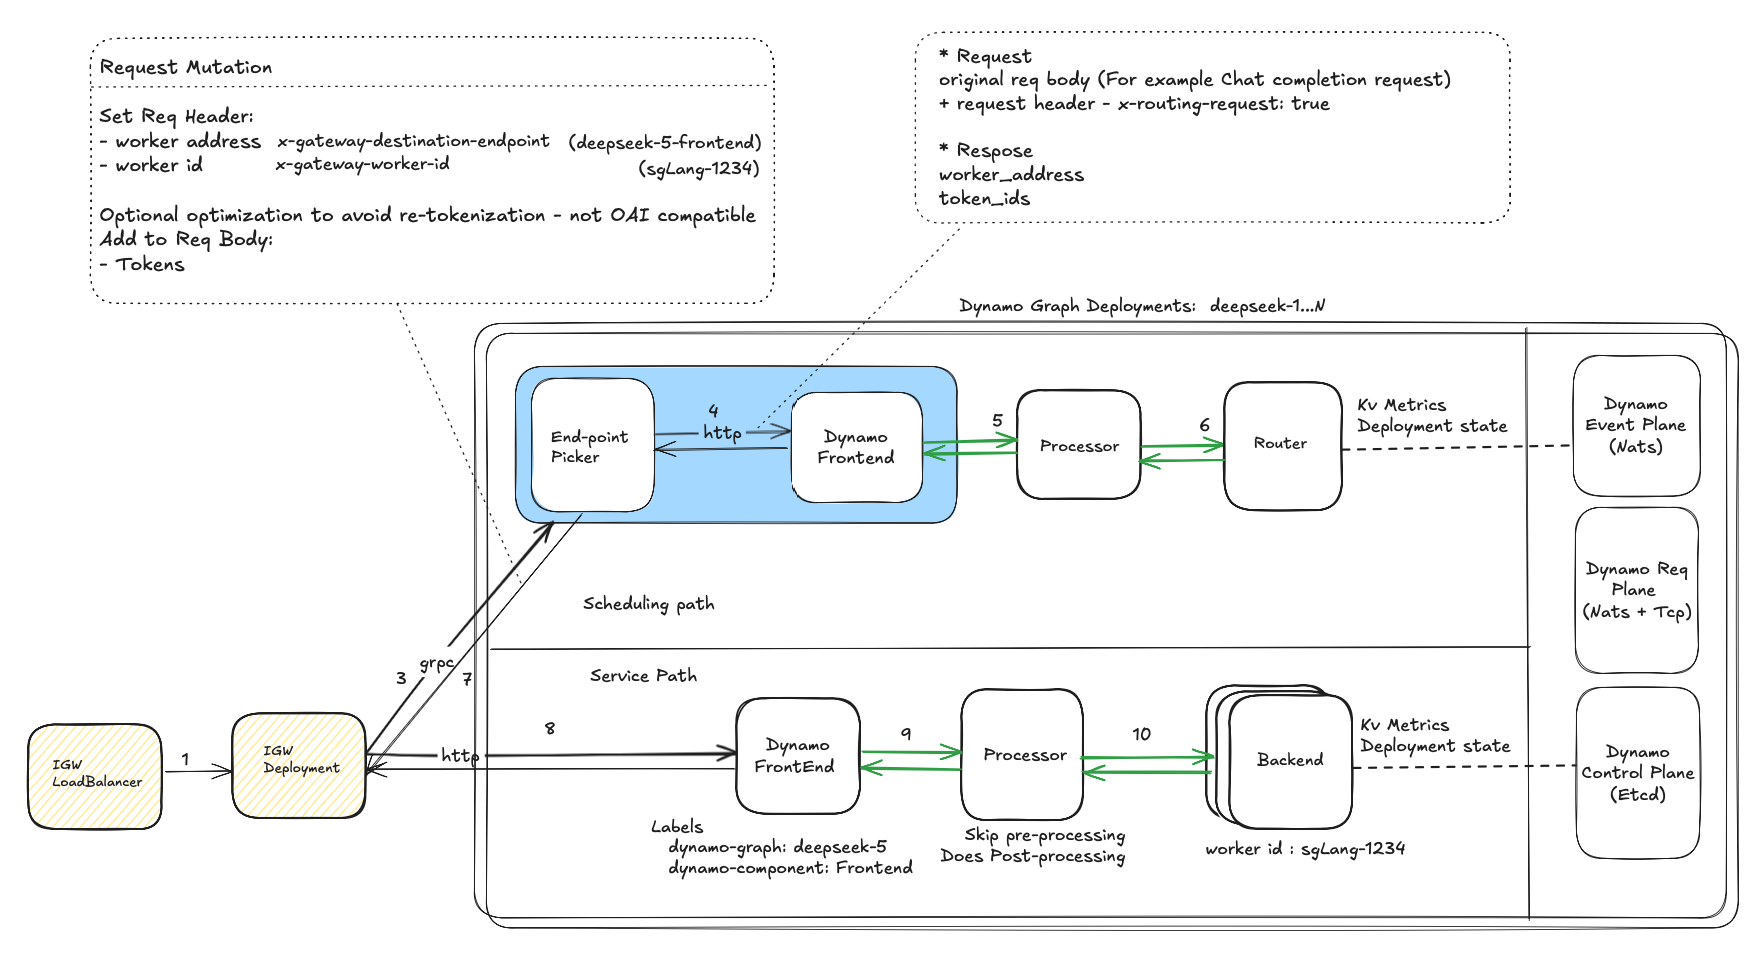 Request Mutation
Set Req Header:
- worker address x-gateway-destination-endpoint (deepseek-5-frontend)
- worker id x-gateway-worker-id (sgLang-1234)
Optional optimization to avoid re-tokenization - not OAI compatible
Add to Req Body:
- Tokens
* Request
original req body (For example Chat completion request)
+ request header - x-routing-request: true
* Respose
worker_address
token_ids
Dynamo Graph Deployments: deepseek-1...N
End-point
Picker
4
http
Dynamo
Frontend
5
Processor
6
Router
Kv Metrics
Deployment state
Dynamo
Event Plane
(Nats)
Dynamo Req
Plane
(Nats + Tcp)
Scheduling path
Service Path
3
grpc
7
IGW
LoadBalancer
1
IGW
Deployment
8
http
Dynamo
FrontEnd
9
Processor
10
Backend
Kv Metrics
Deployment state
Dynamo
Control Plane
(Etcd)
Labels
dynamo-graph: deepseek-5
dynamo-component: Frontend
Skip pre-processing
Does Post-processing
worker id : sgLang-1234